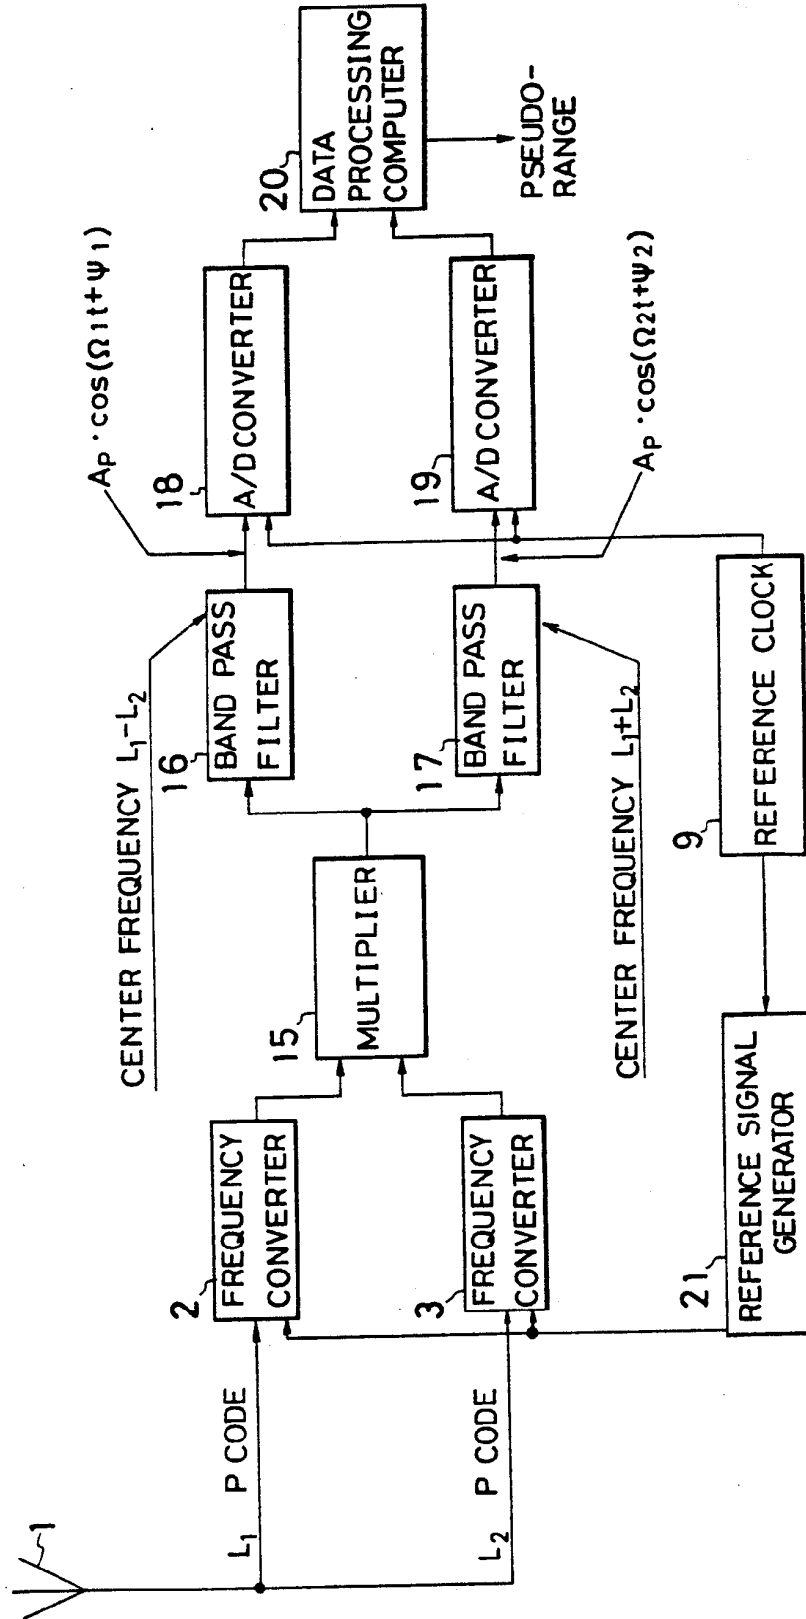 1
L₁ P CODE
L₂ P CODE
2
FREQUENCY
CONVERTER
3
FREQUENCY
CONVERTER
15
MULTIPLIER
CENTER FREQUENCY L₁-L₂
16
BAND PASS
FILTER
17
BAND PASS
FILTER
CENTER FREQUENCY L₁+L₂
Ap·cos(Ω1t+ψ1)
18
A/D CONVERTER
19
A/D CONVERTER
Ap·cos(Ω2t+ψ2)
20
DATA
PROCESSING
COMPUTER
PSEUDO-
RANGE
21
REFERENCE SIGNAL
GENERATOR
9
REFERENCE CLOCK